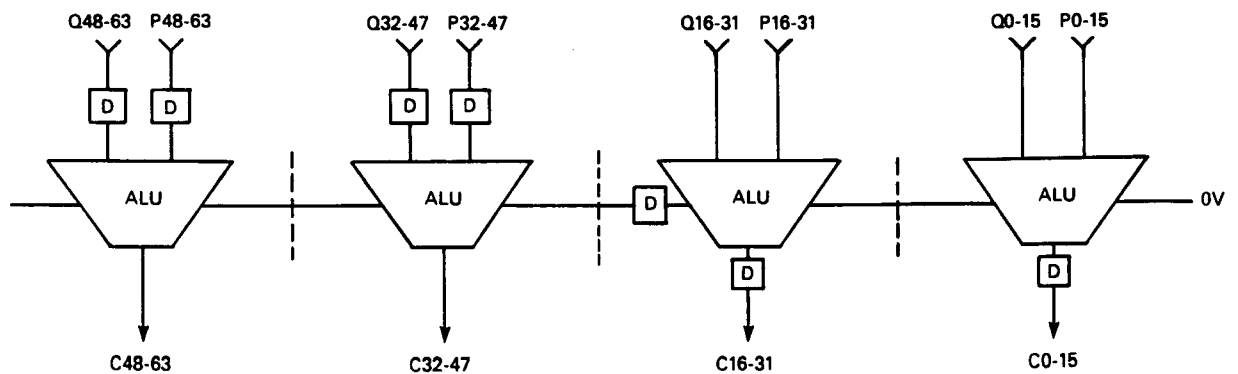 Q48-63 P48-63 Q32-47 P32-47 Q16-31 P16-31 Q0-15 P0-15
D D D D
ALU ALU D ALU ALU 0V
D D
C48-63 C32-47 C16-31 C0-15